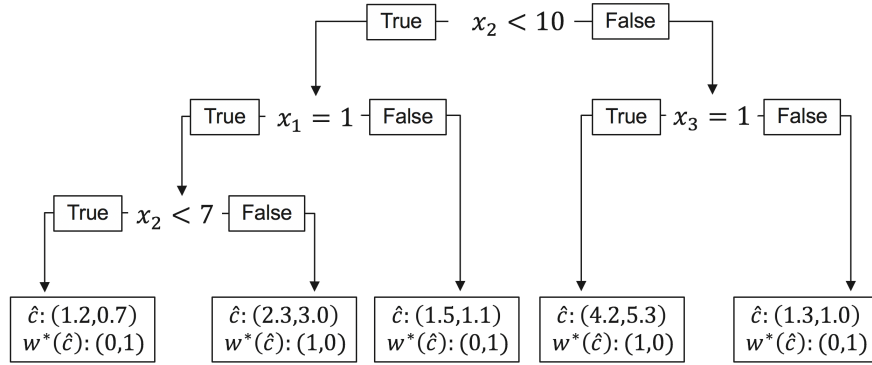 True x₂ < 10 False
True x₁ = 1 False True x₃ = 1 False
True x₂ < 7 False
ĉ: (1.2,0.7) ĉ: (2.3,3.0) ĉ: (1.5,1.1) ĉ: (4.2,5.3) ĉ: (1.3,1.0)
w*(ĉ): (0,1) w*(ĉ): (1,0) w*(ĉ): (0,1) w*(ĉ): (1,0) w*(ĉ): (0,1)